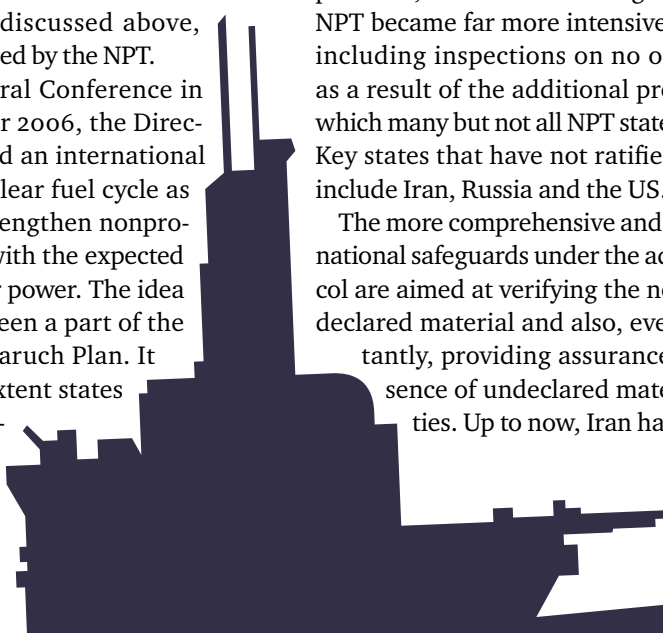 discussed above,
ed by the NPT.
ral Conference in
r 2006, the Direc-
d an international
lear fuel cycle as
engthen nonpro-
with the expected
r power. The idea
een a part of the
aruch Plan. It
xtent states
-
NPT became far more intensive
including inspections on no o
as a result of the additional pro
which many but not all NPT state
Key states that have not ratifie
include Iran, Russia and the US.
The more comprehensive and
national safeguards under the ad
col are aimed at verifying the no
declared material and also, eve
tantly, providing assurance
sence of undeclared mate
ties. Up to now, Iran ha